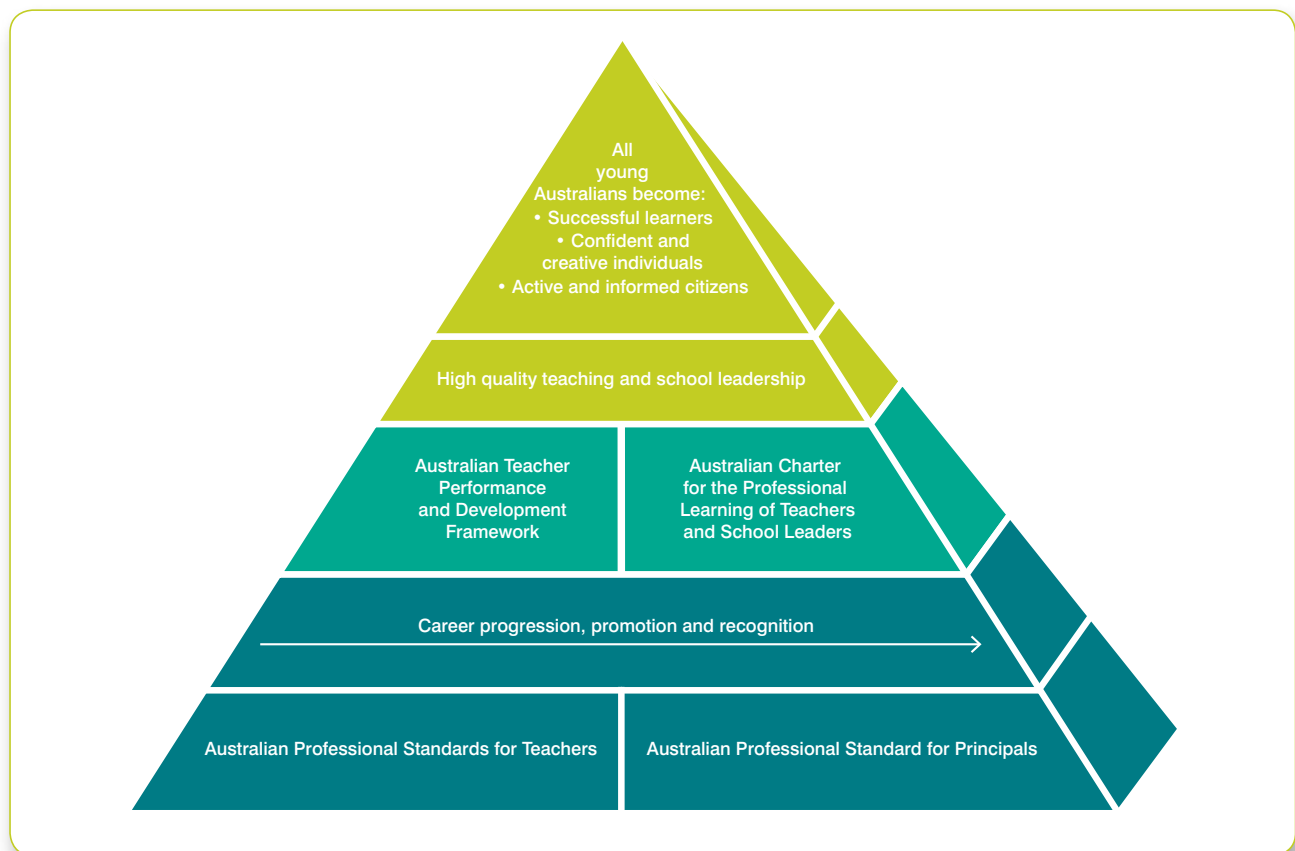 All
young
Australians become:
• Successful learners
• Confident and
creative individuals
• Active and informed citizens
High quality teaching and school leadership
Australian Teacher
Performance
and Development
Framework
Australian Charter
for the Professional
Learning of Teachers
and School Leaders
Career progression, promotion and recognition
Australian Professional Standards for Teachers
Australian Professional Standard for Principals